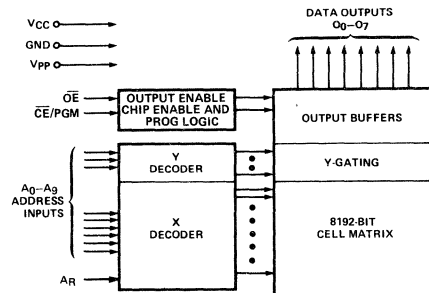 DATA OUTPUTS
O₀–O₇
VCC
GND
VPP
OE
CE/PGM
OUTPUT ENABLE
CHIP ENABLE AND
PROG LOGIC
OUTPUT BUFFERS
Y
DECODER
Y-GATING
A₀–A₉
ADDRESS
INPUTS
X
DECODER
8192-BIT
CELL MATRIX
AR